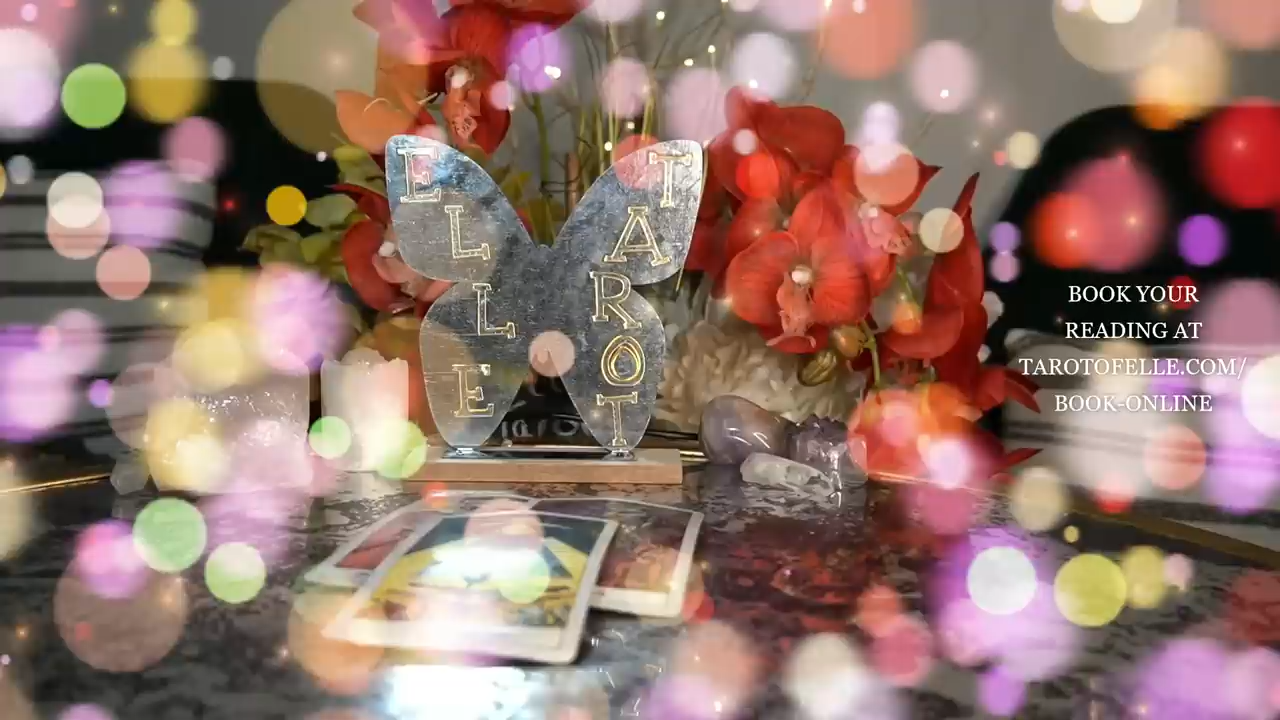 ELLE
TAROT
BOOK YOUR
READING AT
TAROTOFELLE.COM/
BOOK-ONLINE